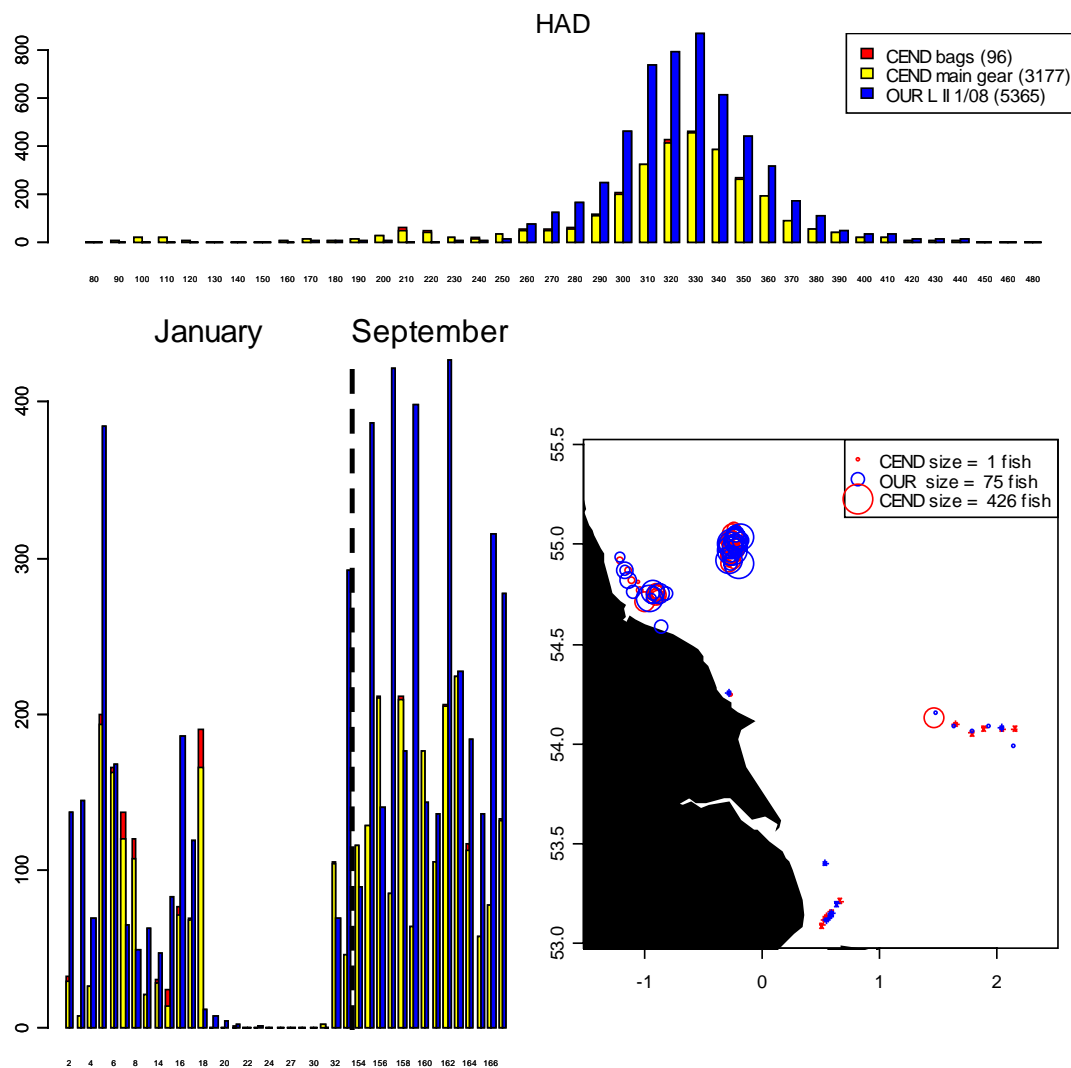 HAD
CEND bags (96)
CEND main gear (3177)
OUR L II 1/08 (5365)
800
600
400
200
0
80 90 100 110 120 130 140 150 160 170 180 190 200 210 220 230 240 250 260 270 280 290 300 310 320 330 340 350 360 370 380 390 400 410 420 430 440 450 460 480
January September
400
300
200
100
0
2 4 6 8 14 16 18 20 22 24 27 30 32 154 156 158 160 162 164 166
CEND size = 1 fish
OUR size = 75 fish
CEND size = 426 fish
55.5
55.0
54.5
54.0
53.5
53.0
-1 0 1 2